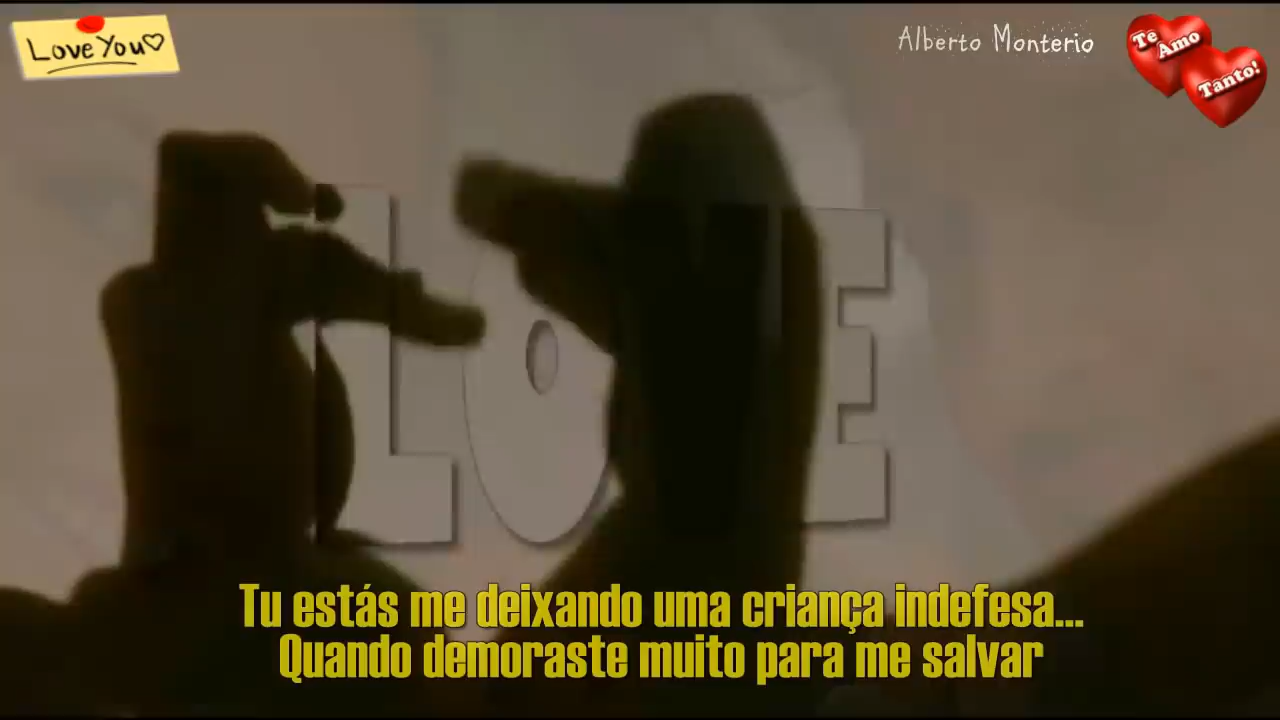 Love You♡
Alberto Monterio
Te
Amo
Tanto!
LOVE
Tu estás me deixando uma criança indefesa...
Quando demoraste muito para me salvar